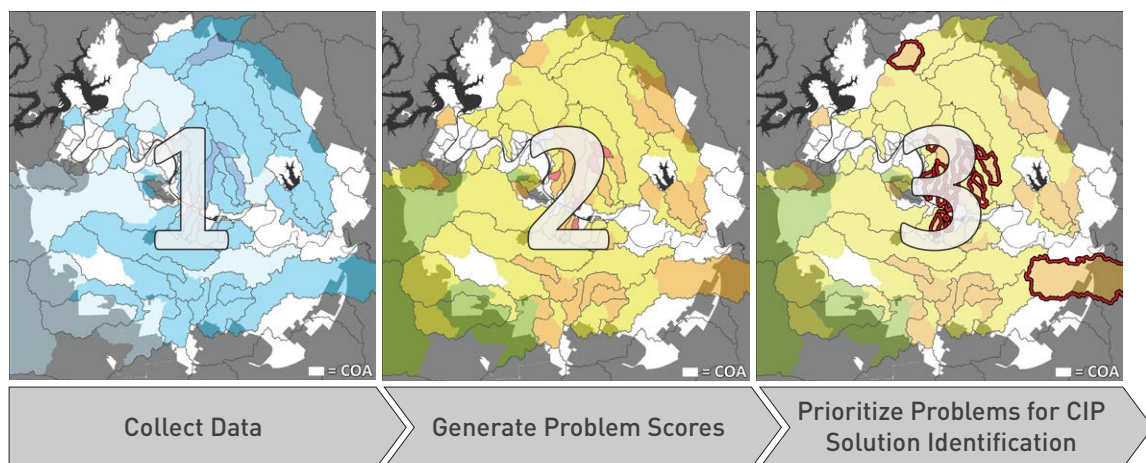 1
2
3
= COA
= COA
= COA
Collect Data
Generate Problem Scores
Prioritize Problems for CIP
Solution Identification